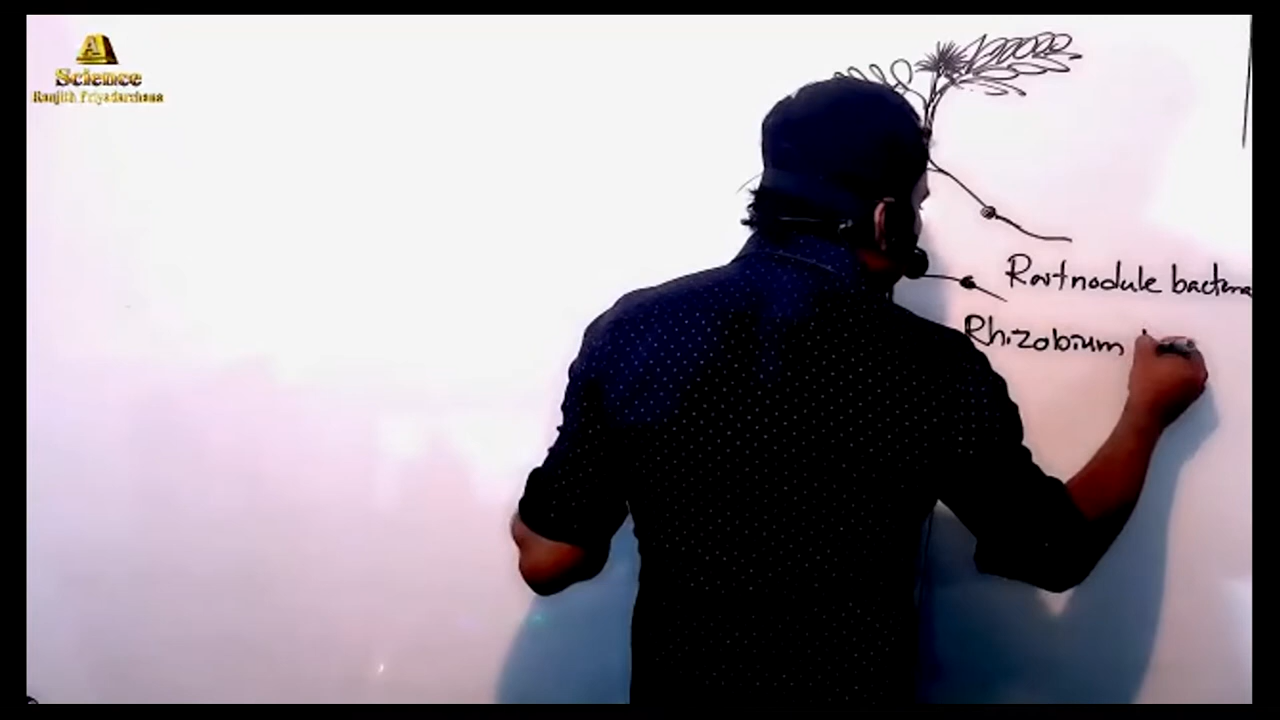 A
Science
Ranjith Priyadarshana
Rootnodule bacteria
Rhizobium